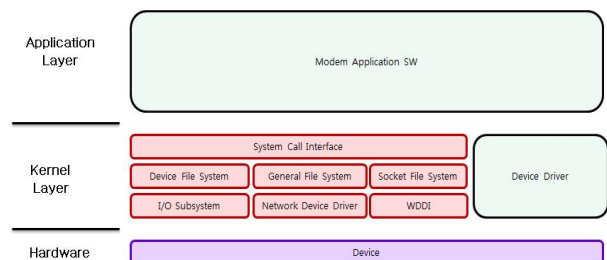 Application
Layer
Modem Application SW
Kernel
Layer
System Call Interface
Device File System
General File System
Socket File System
I/O Subsystem
Network Device Driver
WDDI
Device Driver
Hardware
Device